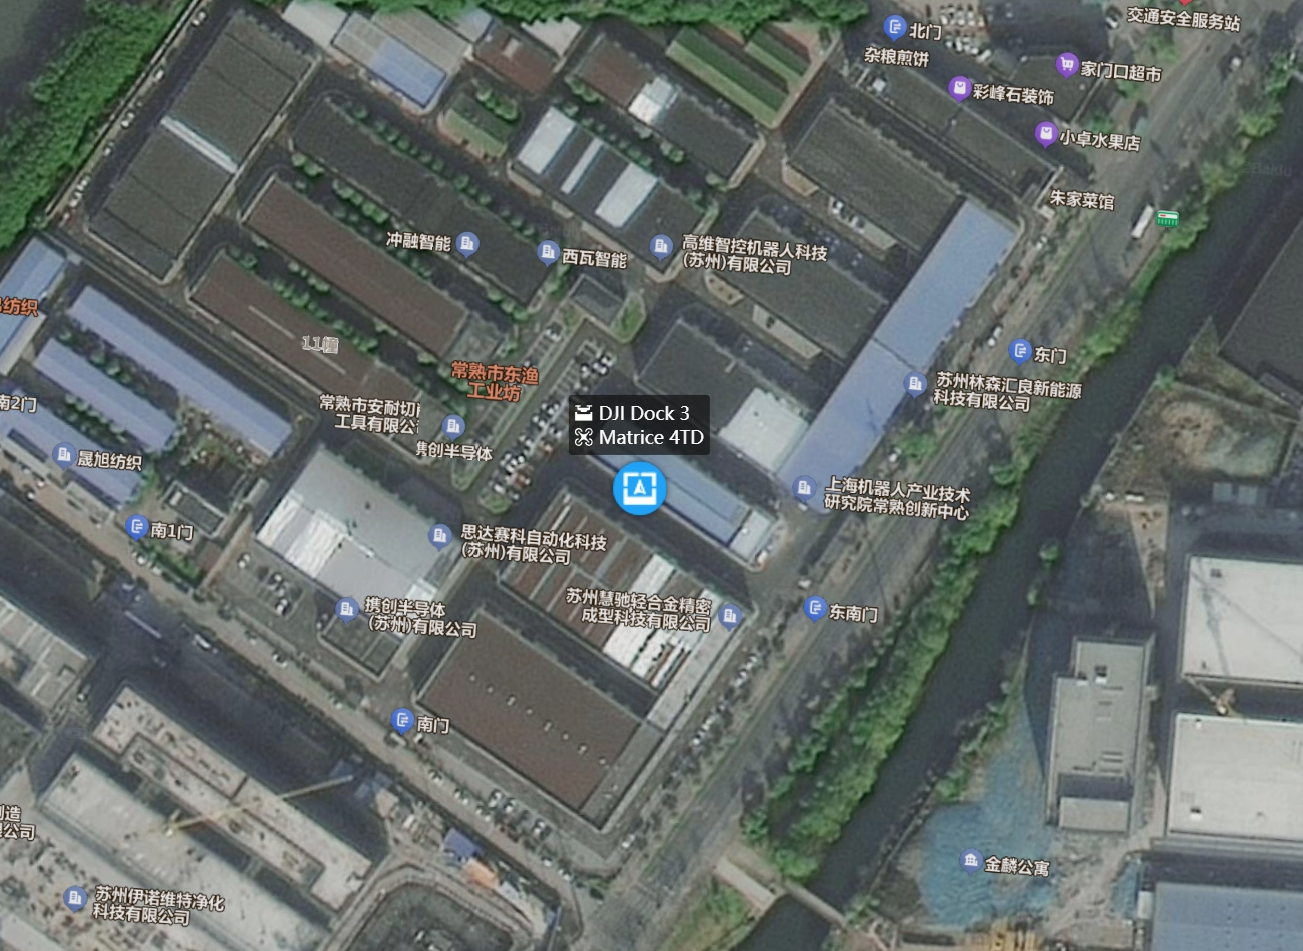 交通安全服务站
北门
杂粮煎饼
家门口超市
彩峰石装饰
小卓水果店
朱家菜馆
冲融智能
西瓦智能
高维智控机器人科技
(苏州)有限公司
纺织
11幢
东门
常熟市东渔
工业坊
苏州林森汇良新能源
科技有限公司
南2门
常熟市安耐切削
工具有限公
DJI Dock 3
Matrice 4TD
携创半导体
晟旭纺织
上海机器人产业技术
研究院常熟创新中心
南1门
思达赛科自动化科技
(苏州)有限公司
苏州慧驰轻合金精密
成型科技有限公司
携创半导体
(苏州)有限公司
东南门
南门
造
公司
金麟公寓
苏州伊诺维特净化
科技有限公司